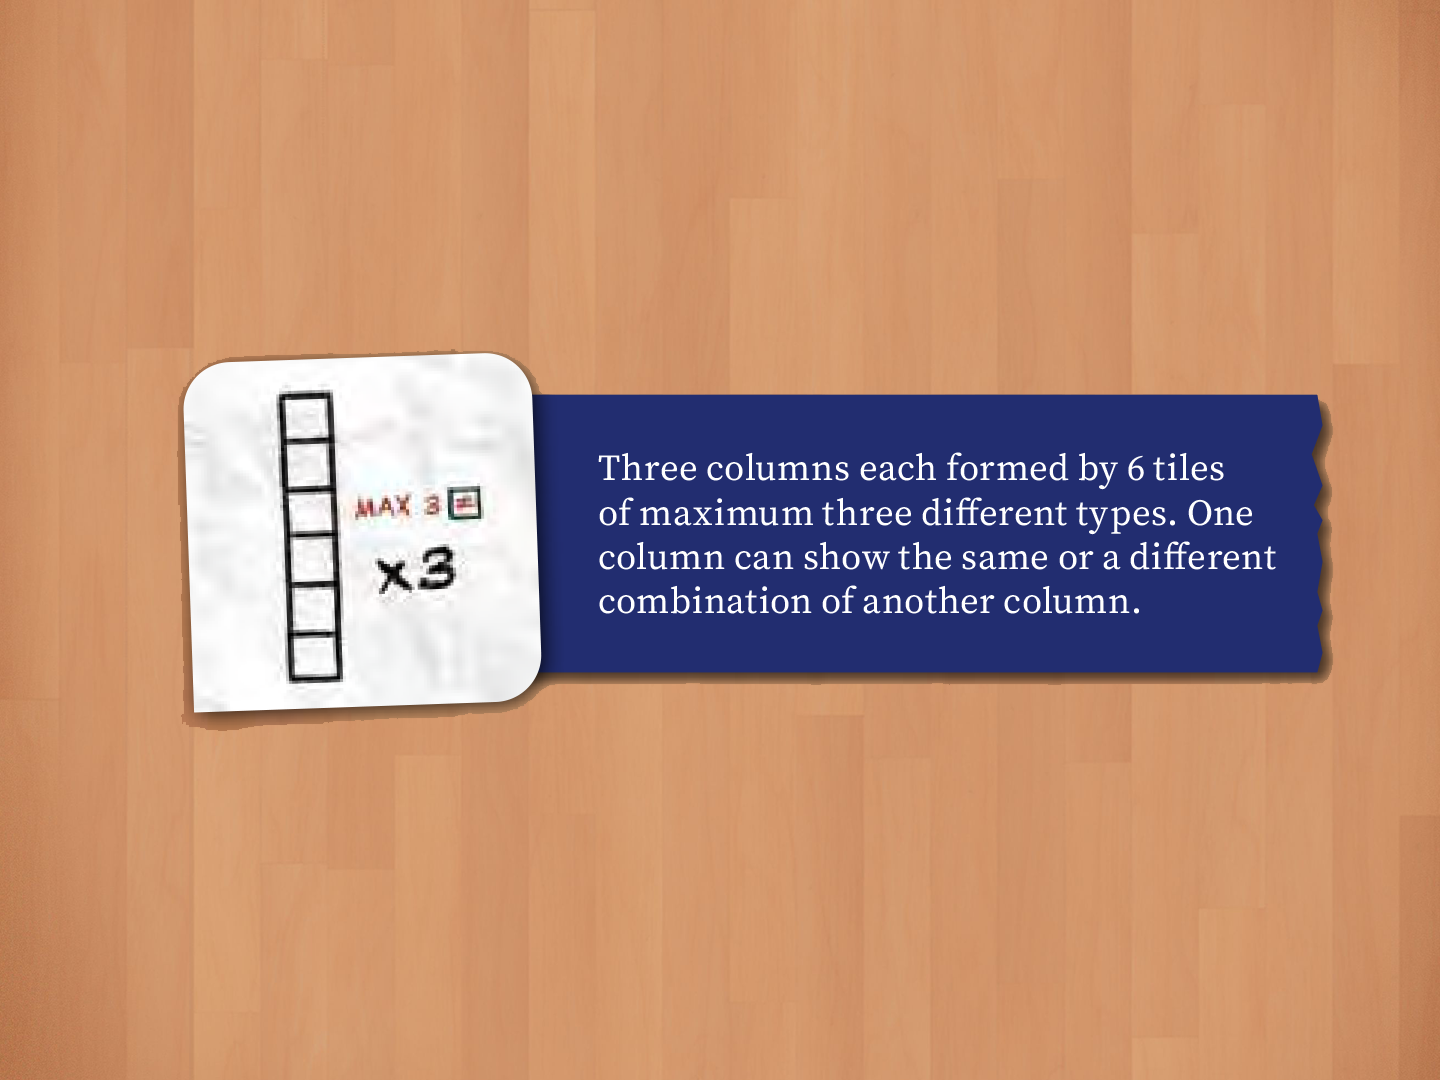 MAX 3 ≠
x3
Three columns each formed by 6 tiles
of maximum three different types. One
column can show the same or a different
combination of another column.